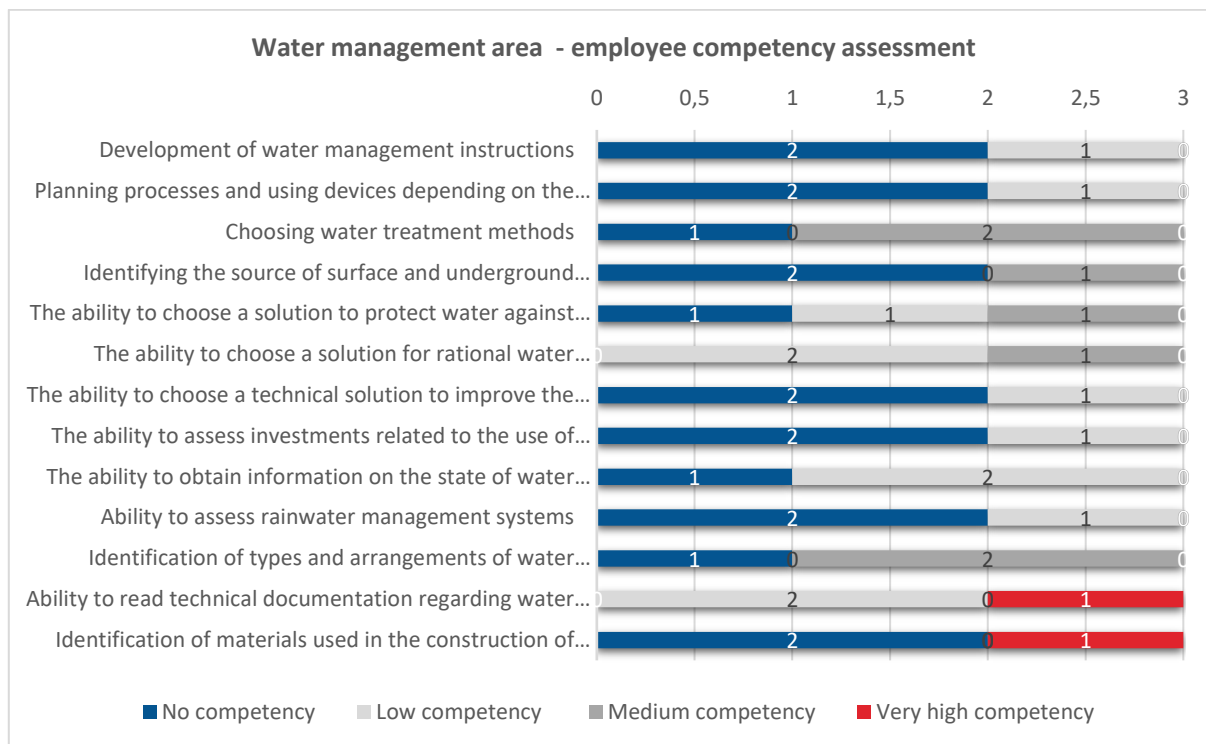 Water management area - employee competency assessment
0 0,5 1 1,5 2 2,5 3
Development of water management instructions 2 1 0
Planning processes and using devices depending on the... 2 1 0
Choosing water treatment methods 1 0 2 0
Identifying the source of surface and underground... 2 0 1 0
The ability to choose a solution to protect water against... 1 1 1 0
The ability to choose a solution for rational water... 0 2 1 0
The ability to choose a technical solution to improve the... 2 1 0
The ability to assess investments related to the use of... 2 1 0
The ability to obtain information on the state of water... 1 2 0
Ability to assess rainwater management systems 2 1 0
Identification of types and arrangements of water... 1 0 2 0
Ability to read technical documentation regarding water... 0 2 0 1
Identification of materials used in the construction of... 2 0 1
No competency Low competency Medium competency Very high competency